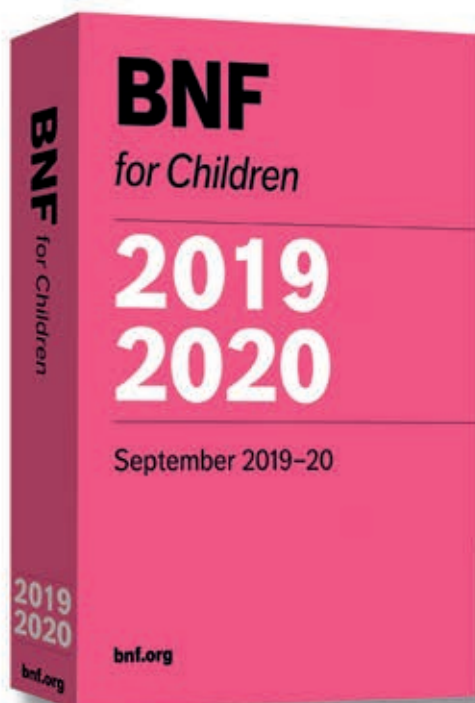 BNF
for Children
2019
2020
September 2019–20
bnf.org
BNF for Children
2019
2020
bnf.org